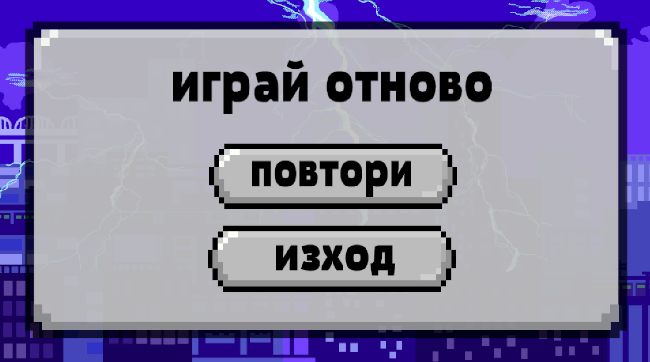 играй отново
повтори
изход